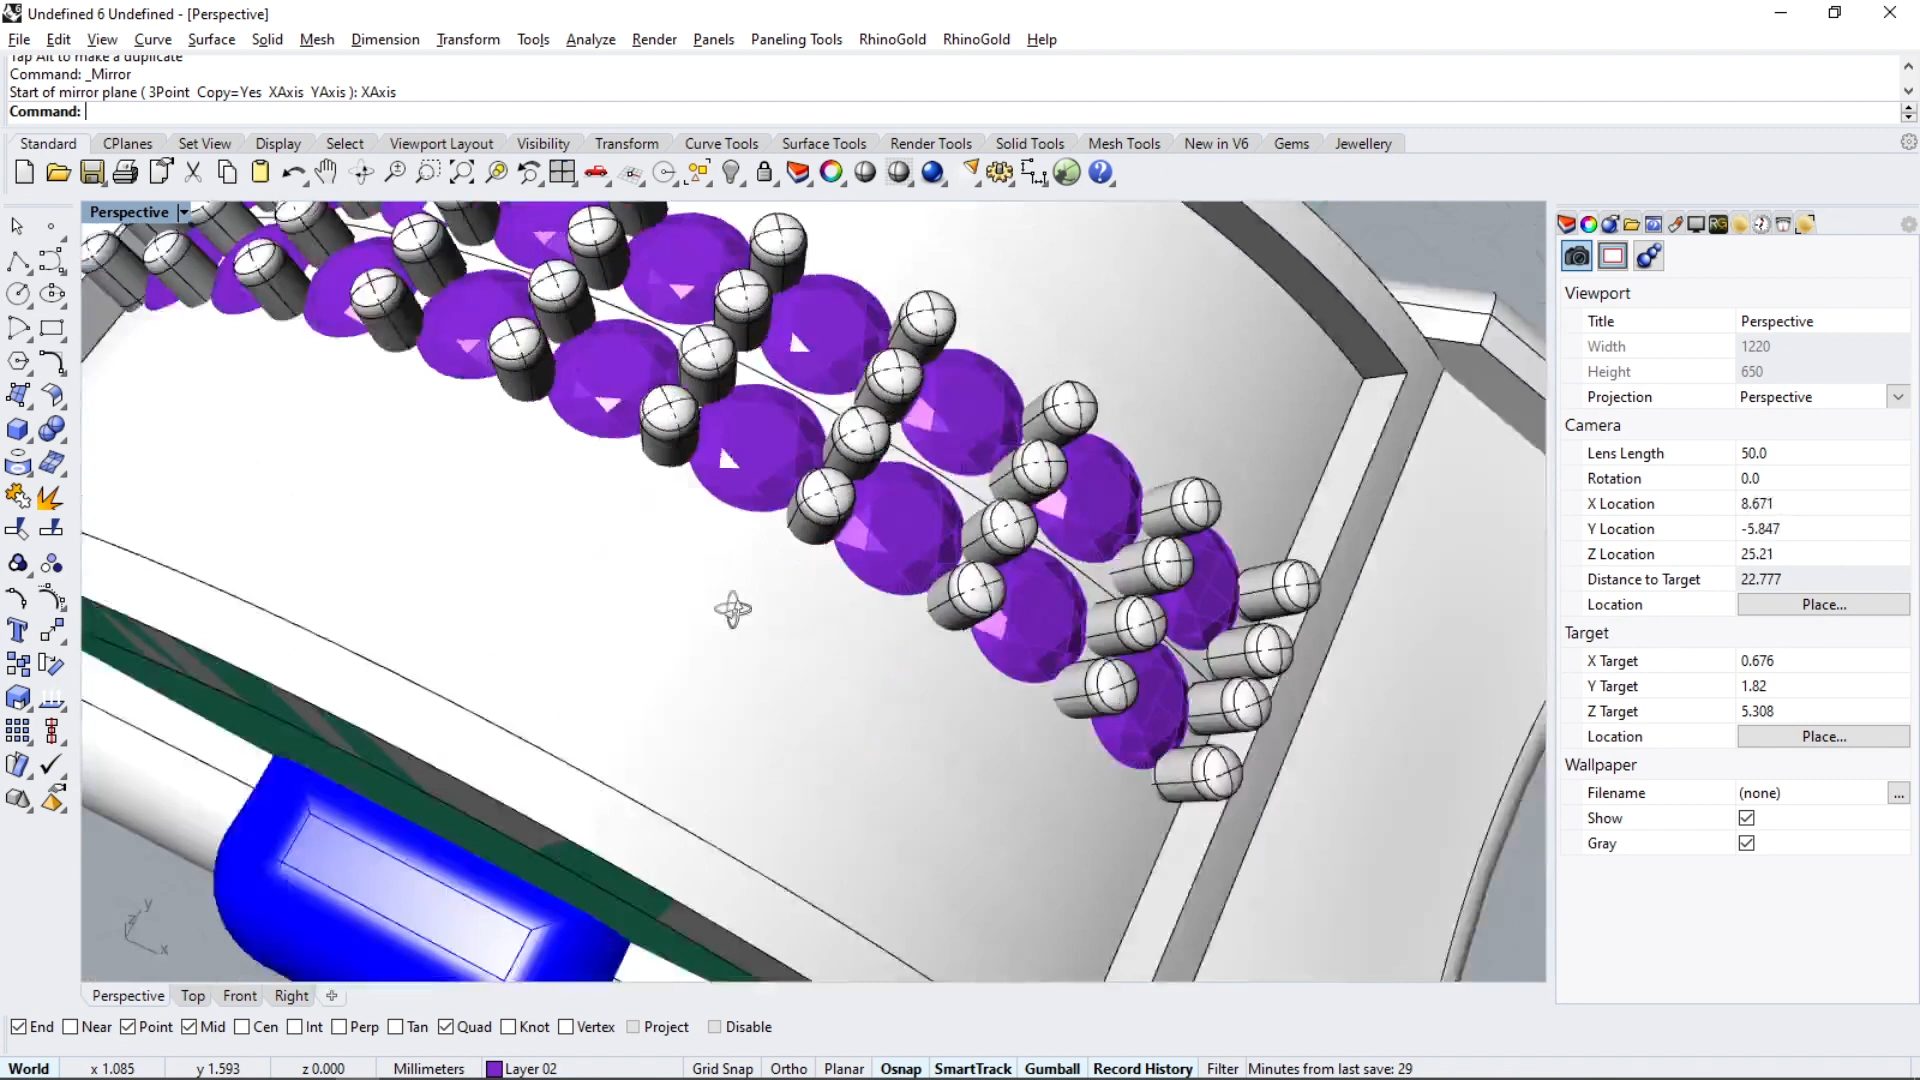 Undefined 6 Undefined - [Perspective]
File Edit View Curve Surface Solid Mesh Dimension Transform Tools Analyze Render Panels Paneling Tools RhinoGold RhinoGold Help
Tap Alt to make a duplicate
Command: _Mirror
Start of mirror plane ( 3Point Copy=Yes XAxis YAxis ): XAxis
Command:
Standard CPlanes Set View Display Select Viewport Layout Visibility Transform Curve Tools Surface Tools Render Tools Solid Tools Mesh Tools New in V6 Gems Jewellery
Perspective
Viewport
Title Perspective
Width 1220
Height 650
Projection Perspective
Camera
Lens Length 50.0
Rotation 0.0
X Location 8.671
Y Location -5.847
Z Location 25.21
Distance to Target 22.777
Location Place...
Target
X Target 0.676
Y Target 1.82
Z Target 5.308
Location Place...
Wallpaper
Filename (none) ...
Show
Gray
z y x
Perspective Top Front Right
End Near Point Mid Cen Int Perp Tan Quad Knot Vertex Project Disable
World x 1.085 y 1.593 z 0.000 Millimeters Layer 02 Grid Snap Ortho Planar Osnap SmartTrack Gumball Record History Filter Minutes from last save: 29